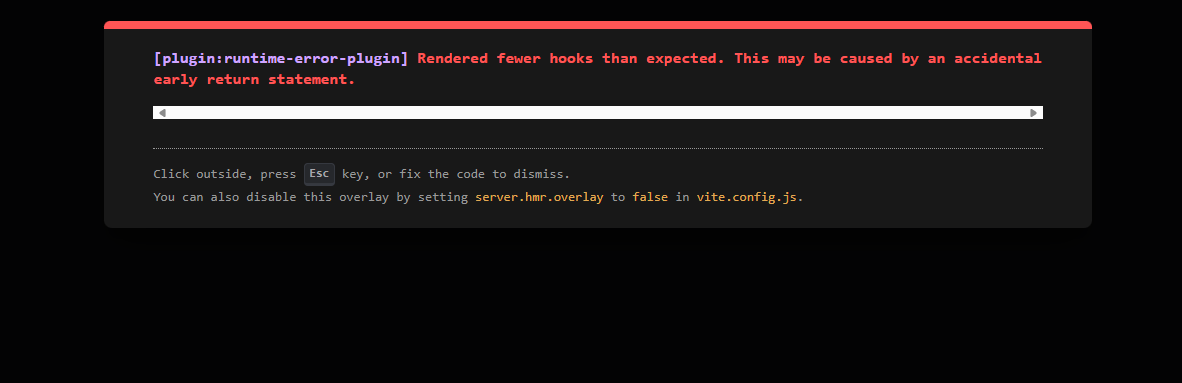 [plugin:runtime-error-plugin] Rendered fewer hooks than expected. This may be caused by an accidental
early return statement.
Click outside, press Esc key, or fix the code to dismiss.
You can also disable this overlay by setting server.hmr.overlay to false in vite.config.js.